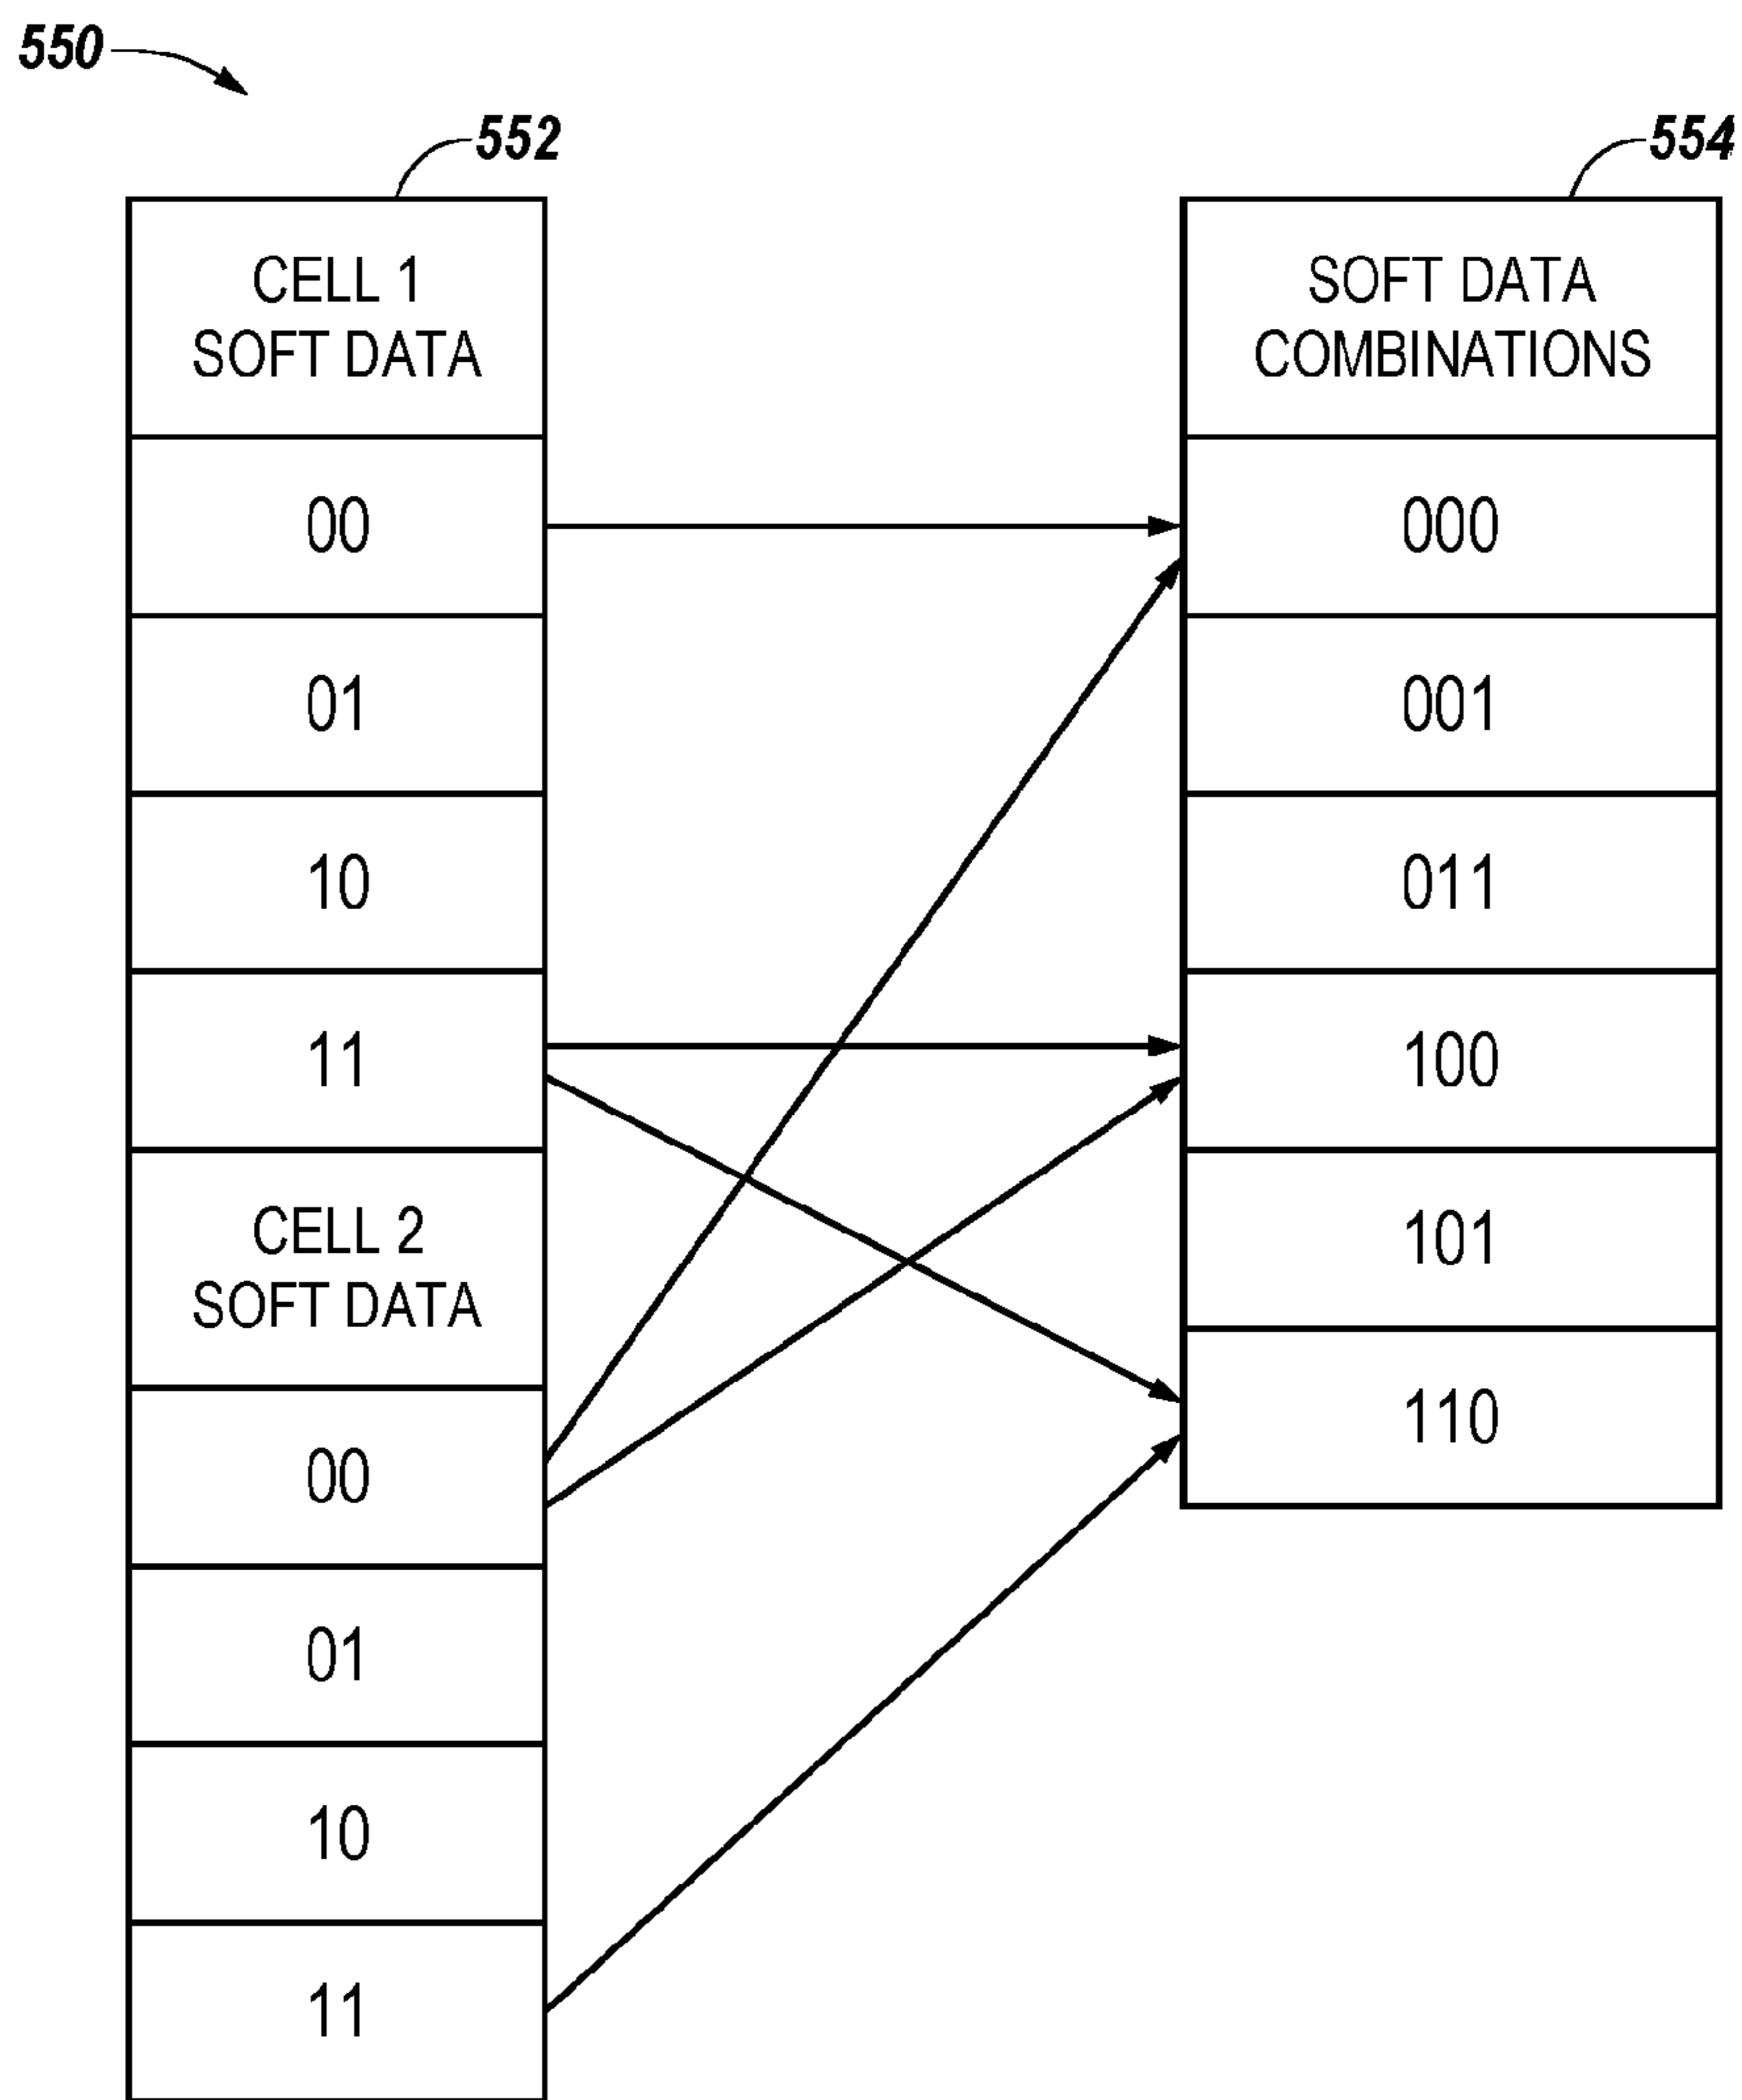 550
552
554
CELL 1
SOFT DATA
00
01
10
11
CELL 2
SOFT DATA
00
01
10
11
SOFT DATA
COMBINATIONS
000
001
011
100
101
110